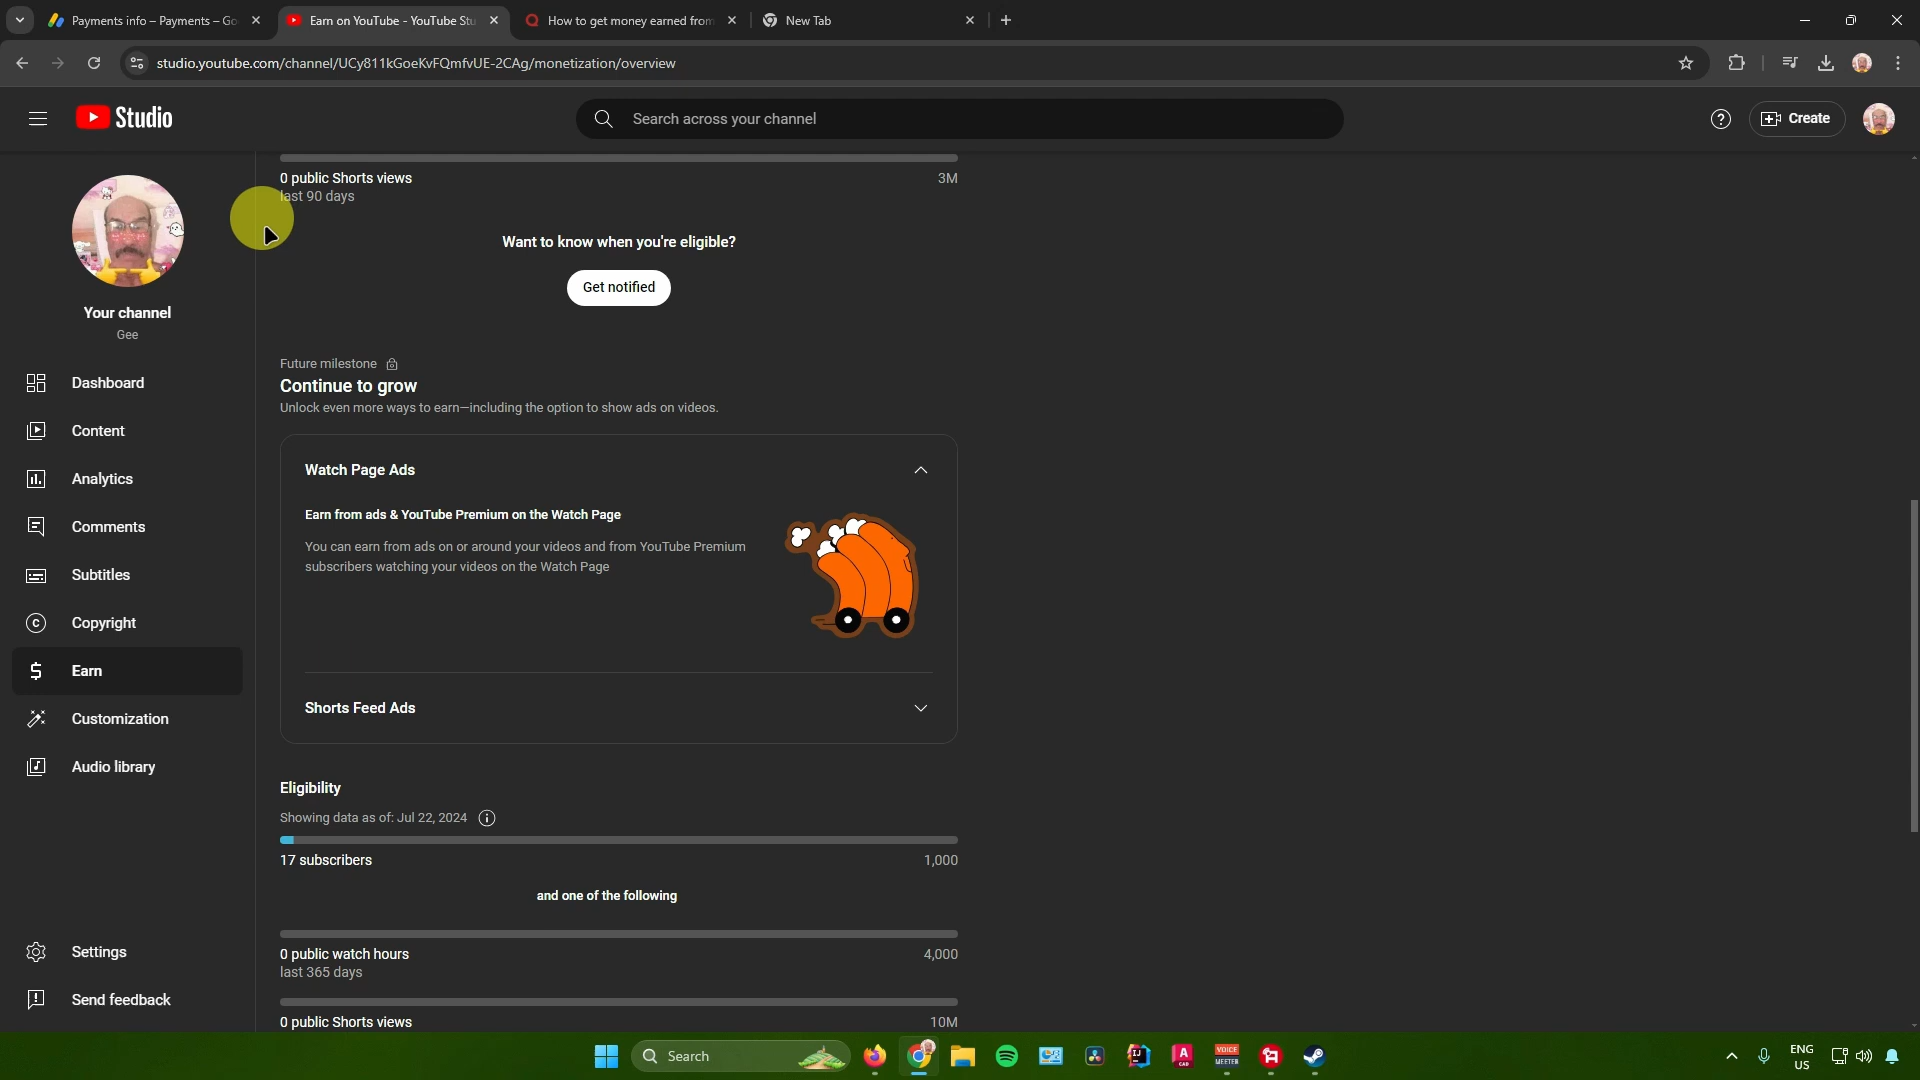 Payments info – Payments – Go
Earn on YouTube - YouTube Stu
How to get money earned from
New Tab
studio.youtube.com/channel/UCy811kGoeKvFQmfvUE-2CAg/monetization/overview
Studio
Search across your channel
Create
Your channel
Gee
Dashboard
Content
Analytics
Comments
Subtitles
Copyright
Earn
Customization
Audio library
Settings
Send feedback
0 public Shorts views 3M
last 90 days
Want to know when you're eligible?
Get notified
Future milestone
Continue to grow
Unlock even more ways to earn—including the option to show ads on videos.
Watch Page Ads
Earn from ads & YouTube Premium on the Watch Page
You can earn from ads on or around your videos and from YouTube Premium
subscribers watching your videos on the Watch Page
Shorts Feed Ads
Eligibility
Showing data as of: Jul 22, 2024
17 subscribers 1,000
and one of the following
0 public watch hours 4,000
last 365 days
0 public Shorts views 10M
Search
A
CAD
VOICE
MEETER
ENG
US